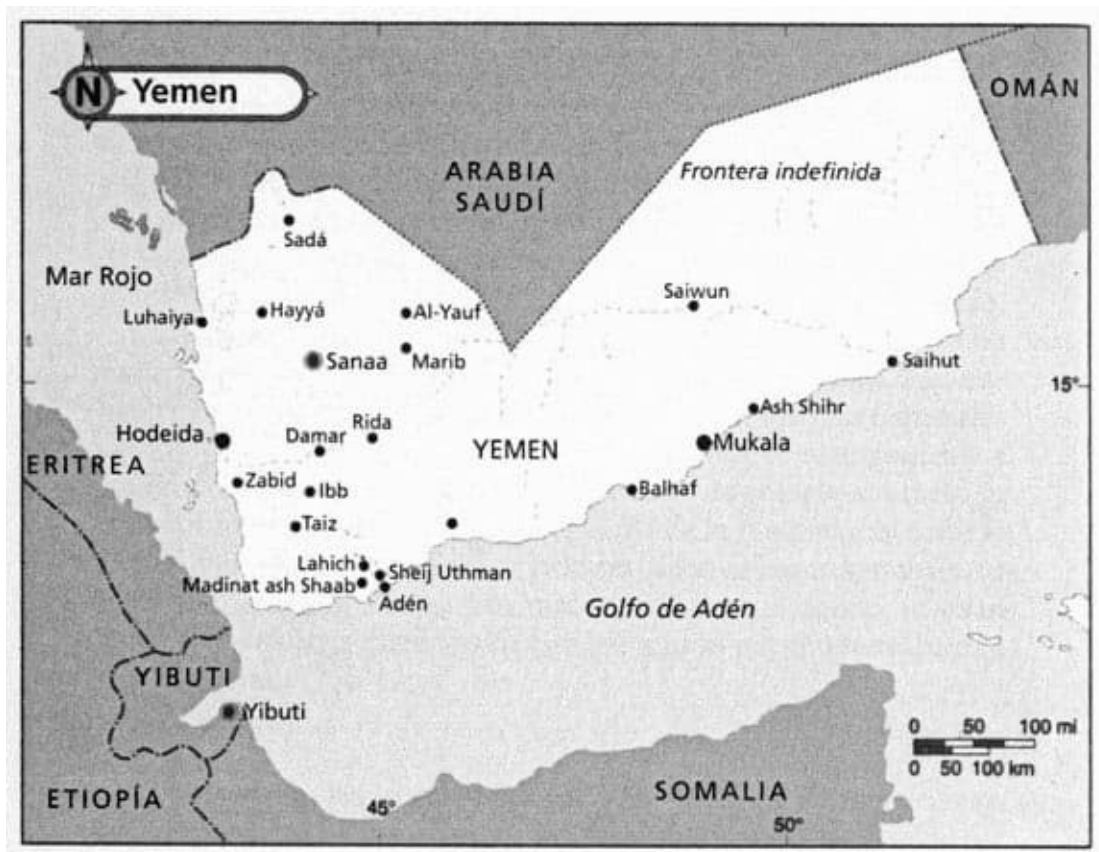 N Yemen
OMÁN
ARABIA
SAUDÍ
Frontera indefinida
Sadá
Mar Rojo
Saiwun
Luhaiya
Hayyá
Al-Yauf
Sanaa
Marib
Saihut
15°
Ash Shihr
Rida
Hodeida
Damar
YEMEN
Mukala
ERITREA
Zabid
Ibb
Balhaf
Taiz
Lahich
Sheij Uthman
Madinat ash Shaab
Adén
Golfo de Adén
YIBUTI
Yibuti
0 50 100 mi
0 50 100 km
ETIOPÍA
45°
SOMALIA
50°